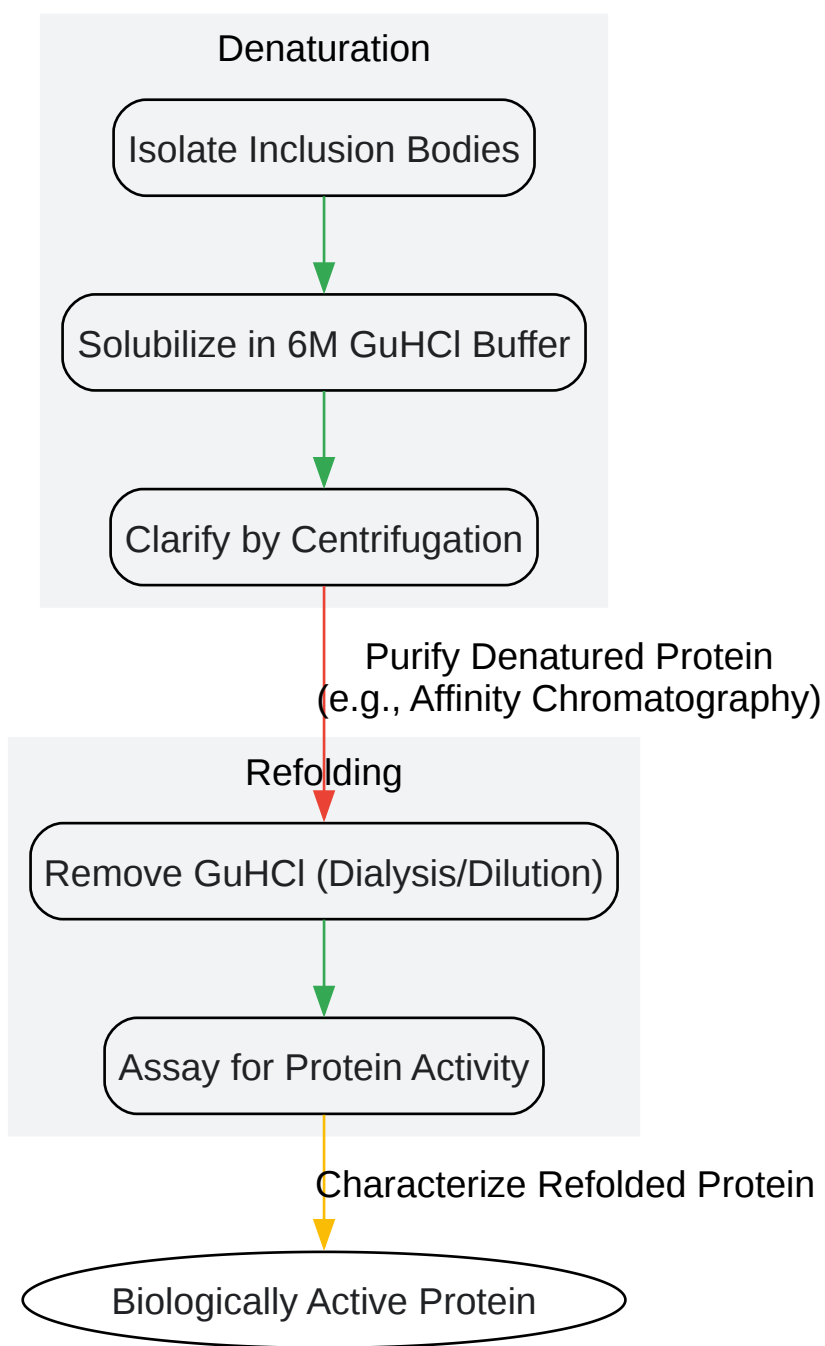 Denaturation
Isolate Inclusion Bodies
Solubilize in 6M GuHCl Buffer
Clarify by Centrifugation
Purify Denatured Protein
(e.g., Affinity Chromatography)
Refolding
Remove GuHCl (Dialysis/Dilution)
Assay for Protein Activity
Characterize Refolded Protein
Biologically Active Protein